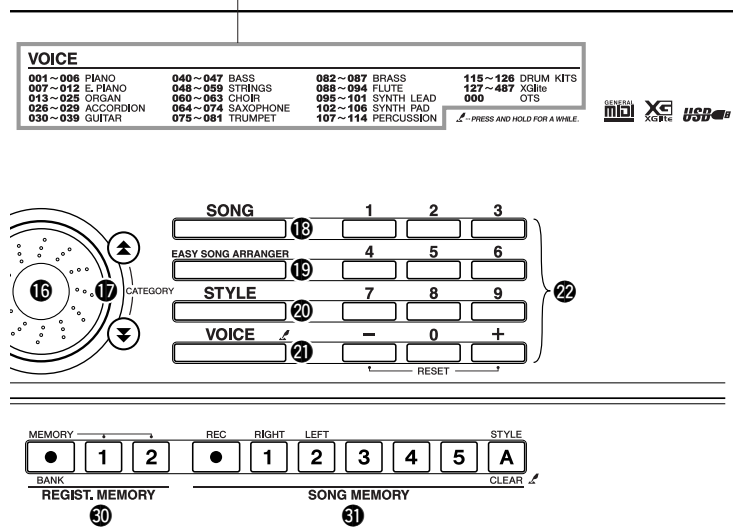 VOICE
001~006 PIANO
007~012 E. PIANO
013~025 ORGAN
026~029 ACCORDION
030~039 GUITAR
040~047 BASS
048~059 STRINGS
060~063 CHOIR
064~074 SAXOPHONE
075~081 TRUMPET
082~087 BRASS
088~094 FLUTE
095~101 SYNTH LEAD
102~106 SYNTH PAD
107~114 PERCUSSION
115~126 DRUM KITS
127~487 XGlite
000 OTS
--PRESS AND HOLD FOR A WHILE.
GENERAL MIDI
XG XGlite
USB
SONG ⓲ 1 2 3
EASY SONG ARRANGER ⓳ 4 5 6
⓰ ⓱ CATEGORY STYLE ⓴ 7 8 9 22
VOICE 21 – 0 +
RESET
MEMORY REC RIGHT LEFT STYLE
● 1 2 ● 1 2 3 4 5 A
BANK CLEAR
REGIST. MEMORY SONG MEMORY
30 31